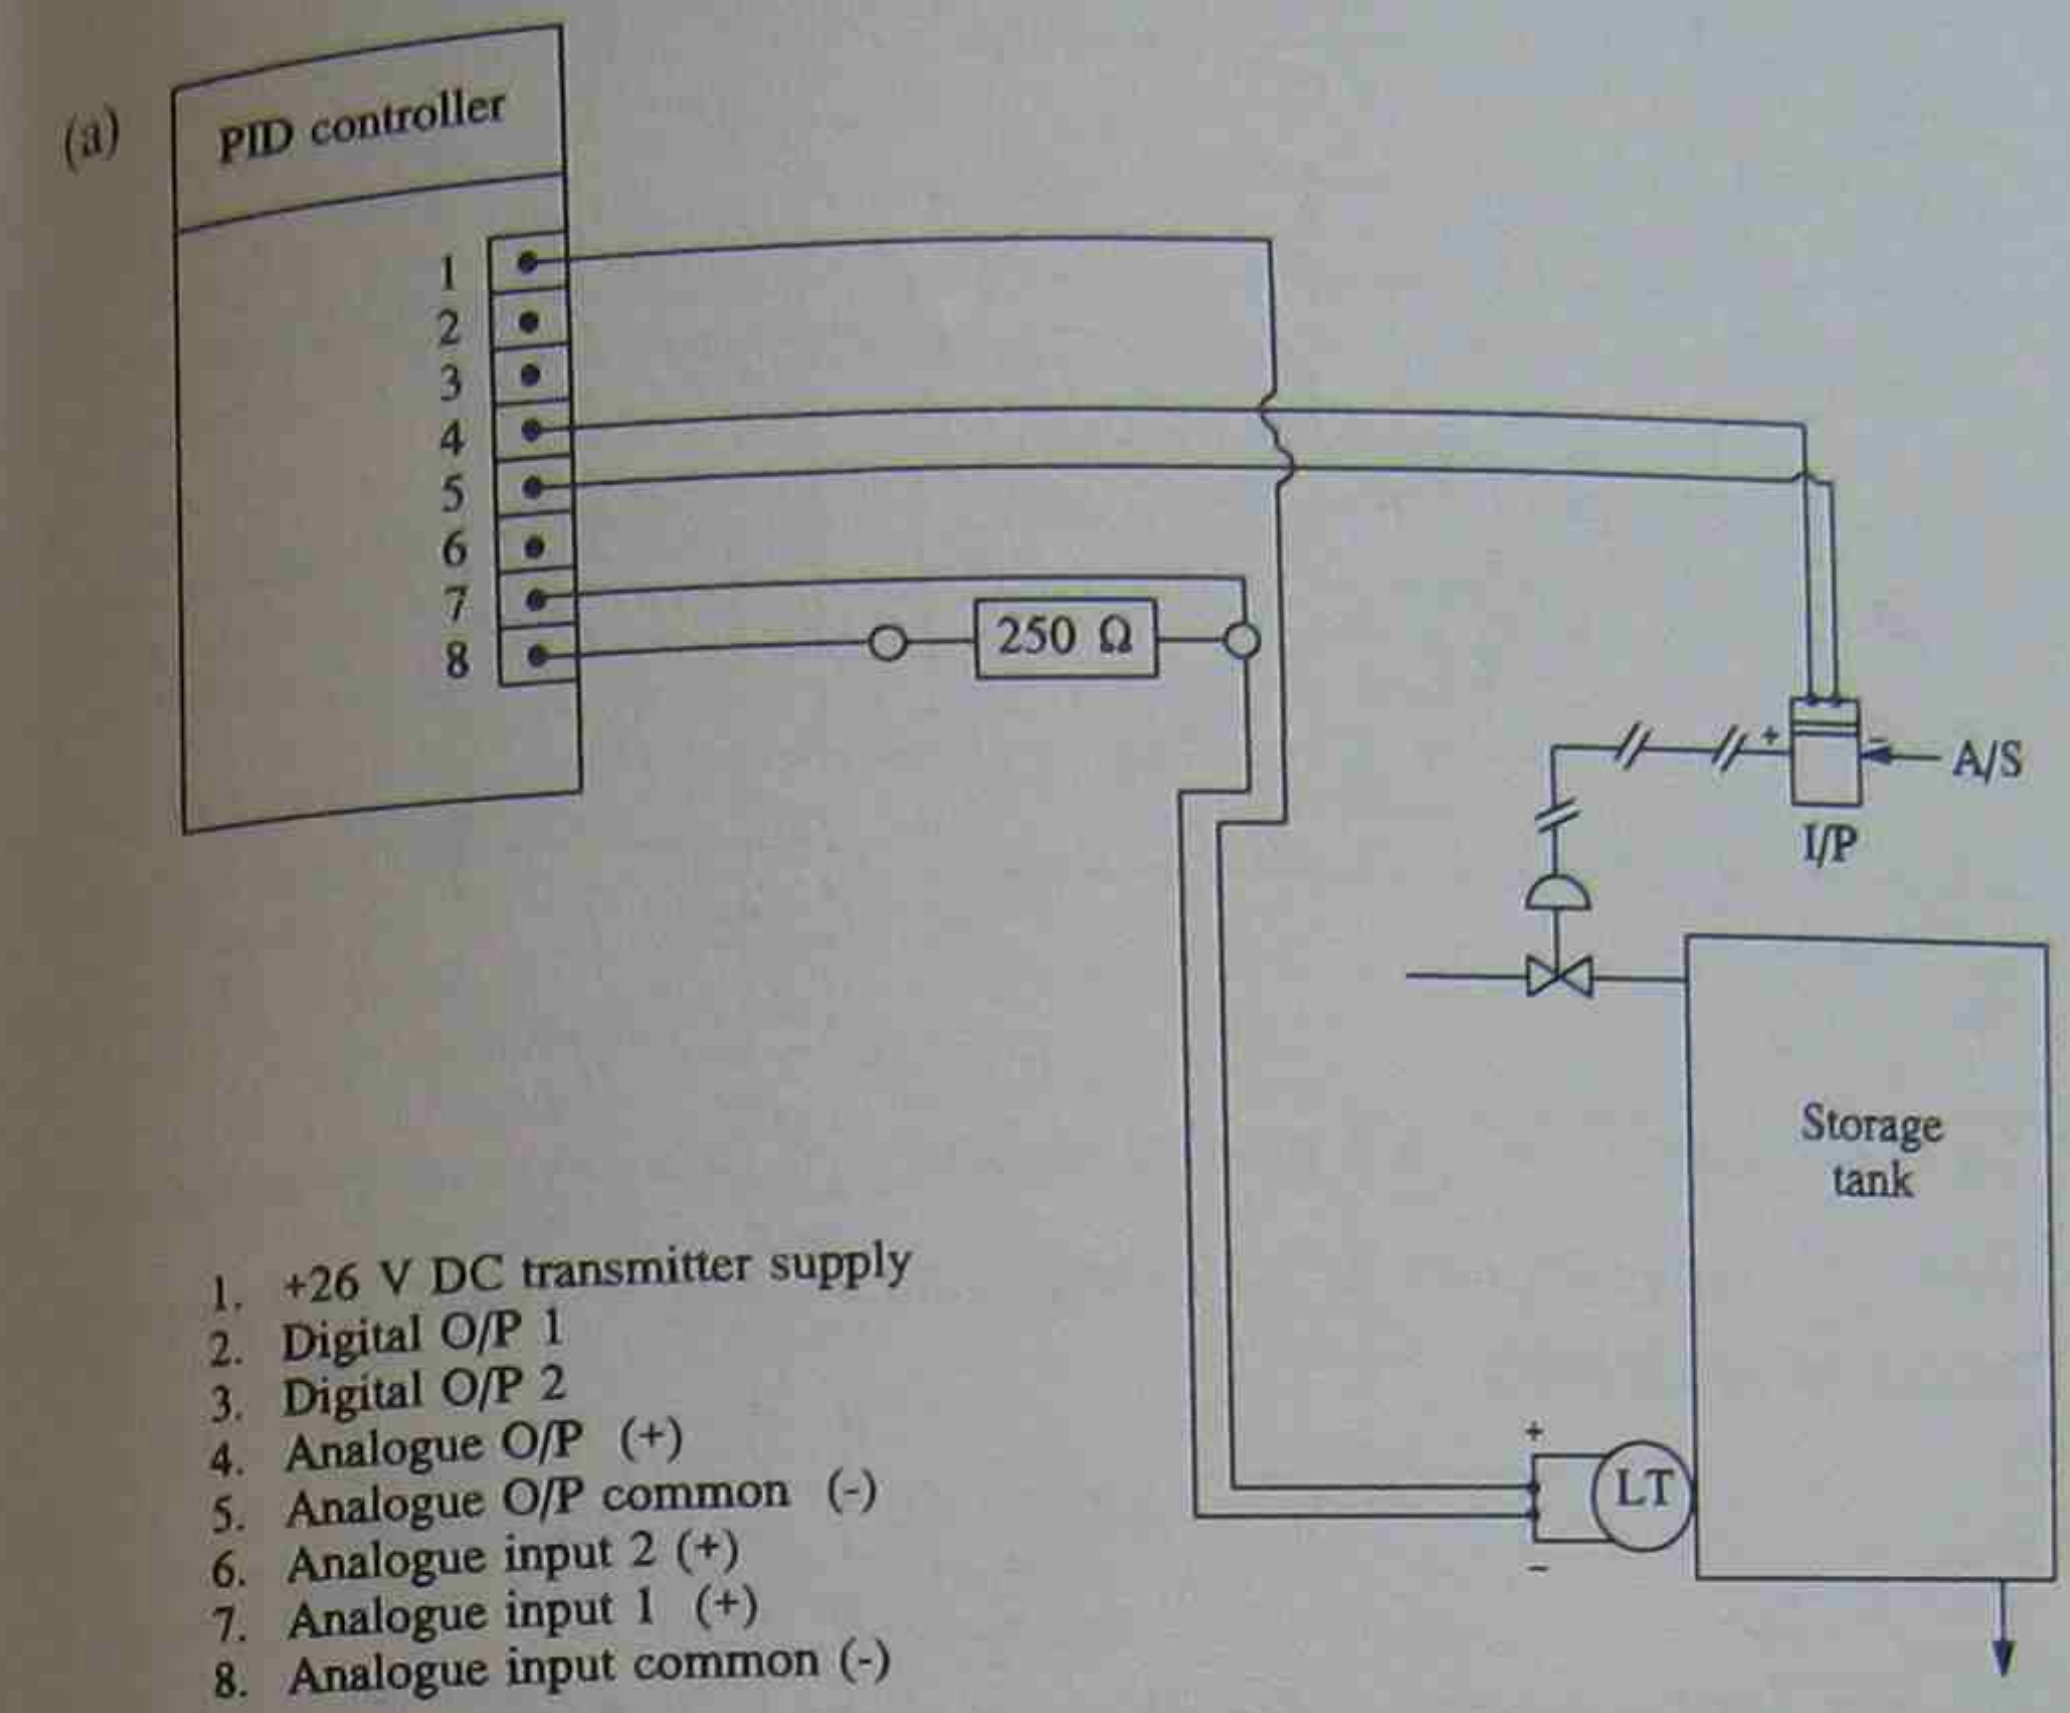 (a)
PID controller
1
2
3
4
5
6
7
8
250 Ω
+
-
A/S
I/P
Storage
tank
+
LT
-
1. +26 V DC transmitter supply
2. Digital O/P 1
3. Digital O/P 2
4. Analogue O/P (+)
5. Analogue O/P common (-)
6. Analogue input 2 (+)
7. Analogue input 1 (+)
8. Analogue input common (-)